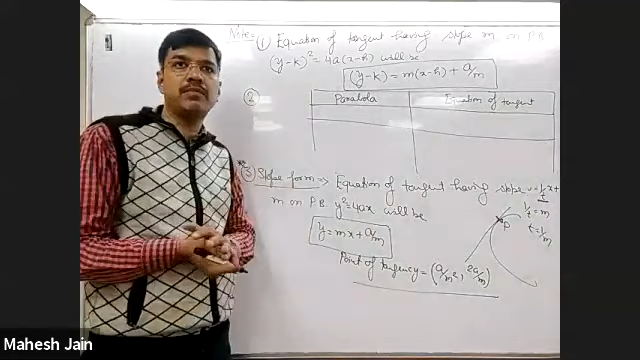 Note:- (1) Equation of tangent having slope m on P.B
(y-k)² = 4a(x-h) will be
(y-k) = m(x-h) + a/m
(2)
Parabola Equation of tangent
(3) Slope form ⇒ Equation of tangent having slope
m on P.B y²=4ax will be
y = 1/t x +
1/t = m
t = 1/m
P
y = mx + a/m
Point of tangency = (a/m², 2a/m)
Mahesh Jain